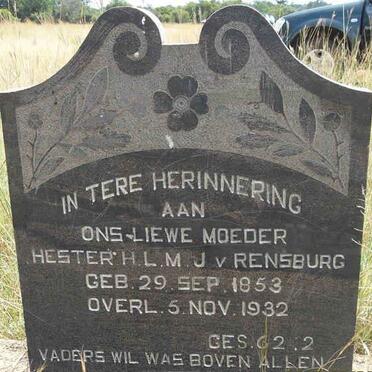 IN TERE HERINNERING
AAN
ONS LIEWE MOEDER
HESTER H.L.M.J. v RENSBURG
GEB. 29. SEP. 1853
OVERL. 5. NOV. 1932
GES. 62:2
VADERS WIL WAS BOVEN ALLEN